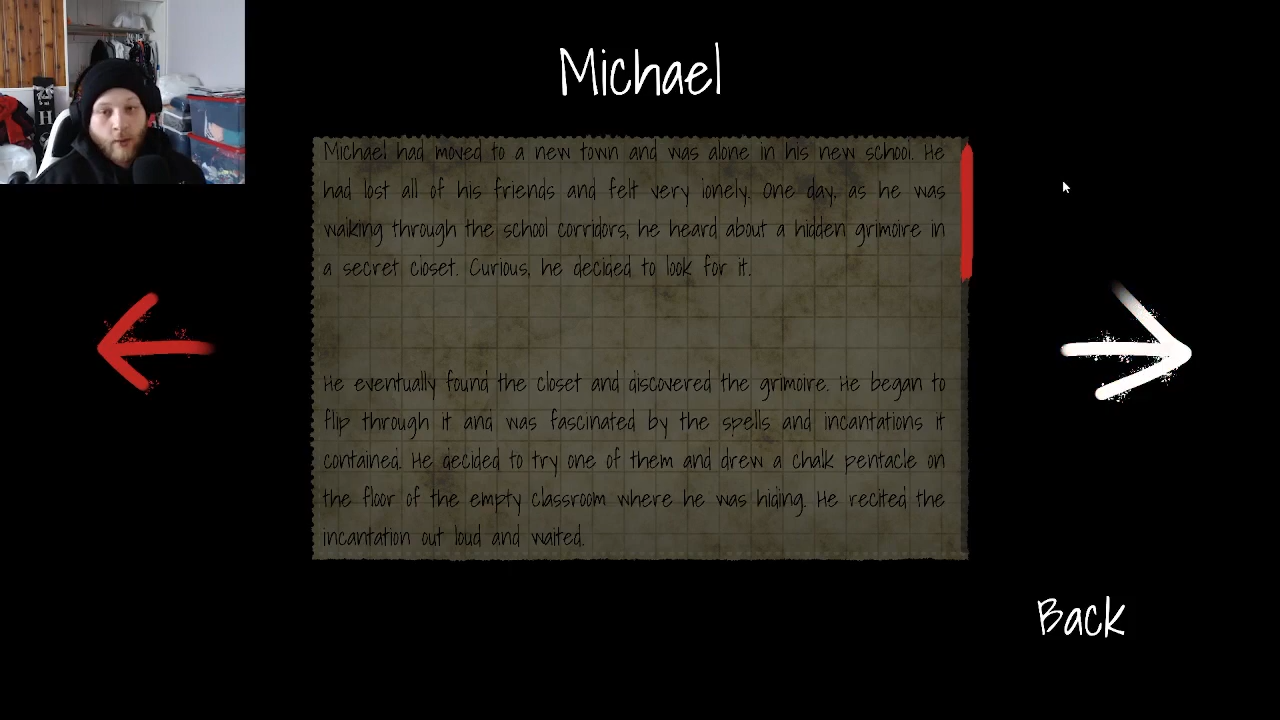 Michael
Michael had moved to a new town and was alone in his new school. He
had lost all of his friends and felt very lonely. One day, as he was
walking through the school corridors, he heard about a hidden grimoire in
a secret closet. Curious, he decided to look for it.
He eventually found the closet and discovered the grimoire. He began to
flip through it and was fascinated by the spells and incantations it
contained. He decided to try one of them and drew a chalk pentacle on
the floor of the empty classroom where he was hiding. He recited the
incantation out loud and waited.
Back